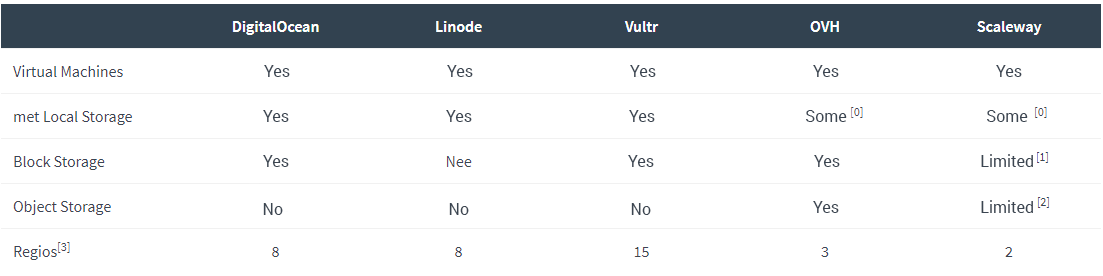 DigitalOcean Linode Vultr OVH Scaleway
Virtual Machines Yes Yes Yes Yes Yes
met Local Storage Yes Yes Yes Some [0] Some [0]
Block Storage Yes Nee Yes Yes Limited [1]
Object Storage No No No Yes Limited [2]
Regios[3] 8 8 15 3 2